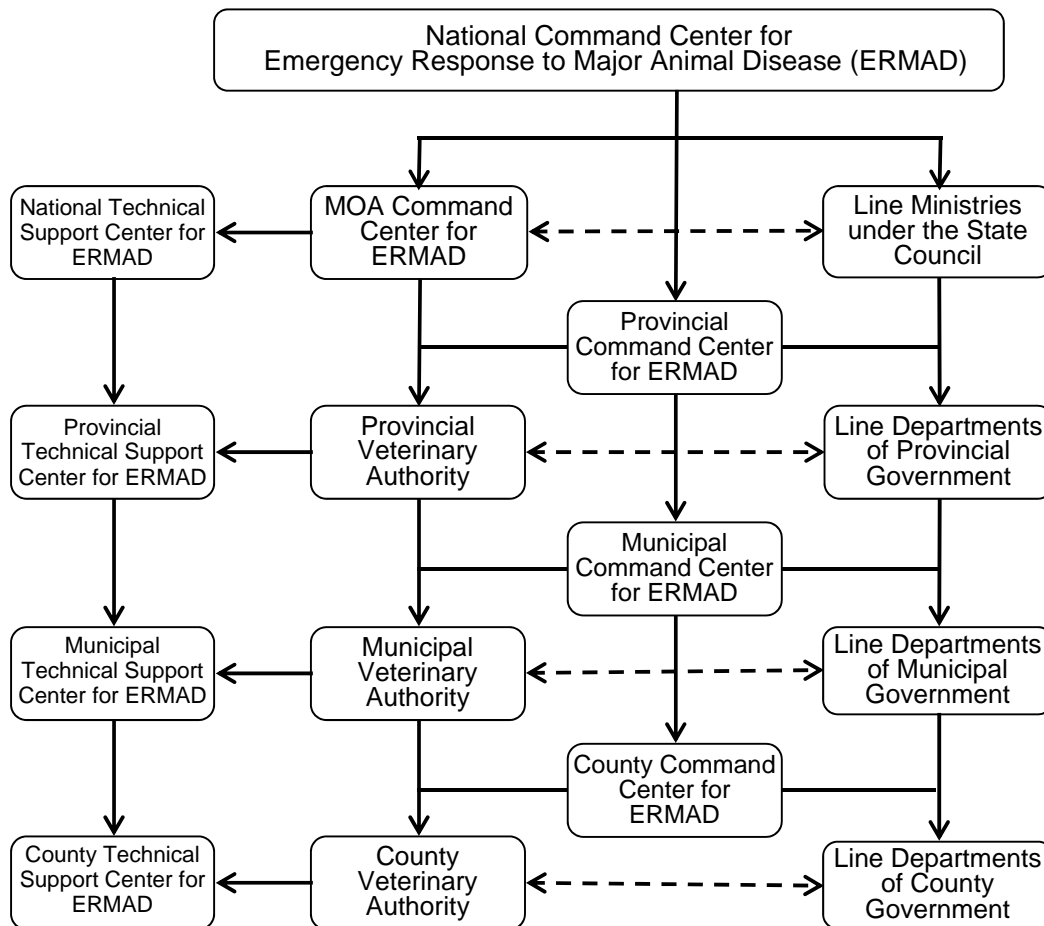 National Command Center for
Emergency Response to Major Animal Disease (ERMAD)
National Technical
Support Center for
ERMAD
MOA Command
Center for
ERMAD
Line Ministries
under the State
Council
Provincial
Command Center
for ERMAD
Provincial
Technical Support
Center for ERMAD
Provincial
Veterinary
Authority
Line Departments
of Provincial
Government
Municipal
Command Center
for ERMAD
Municipal
Technical Support
Center for ERMAD
Municipal
Veterinary
Authority
Line Departments
of Municipal
Government
County Command
Center for
ERMAD
County Technical
Support Center for
ERMAD
County
Veterinary
Authority
Line Departments
of County
Government